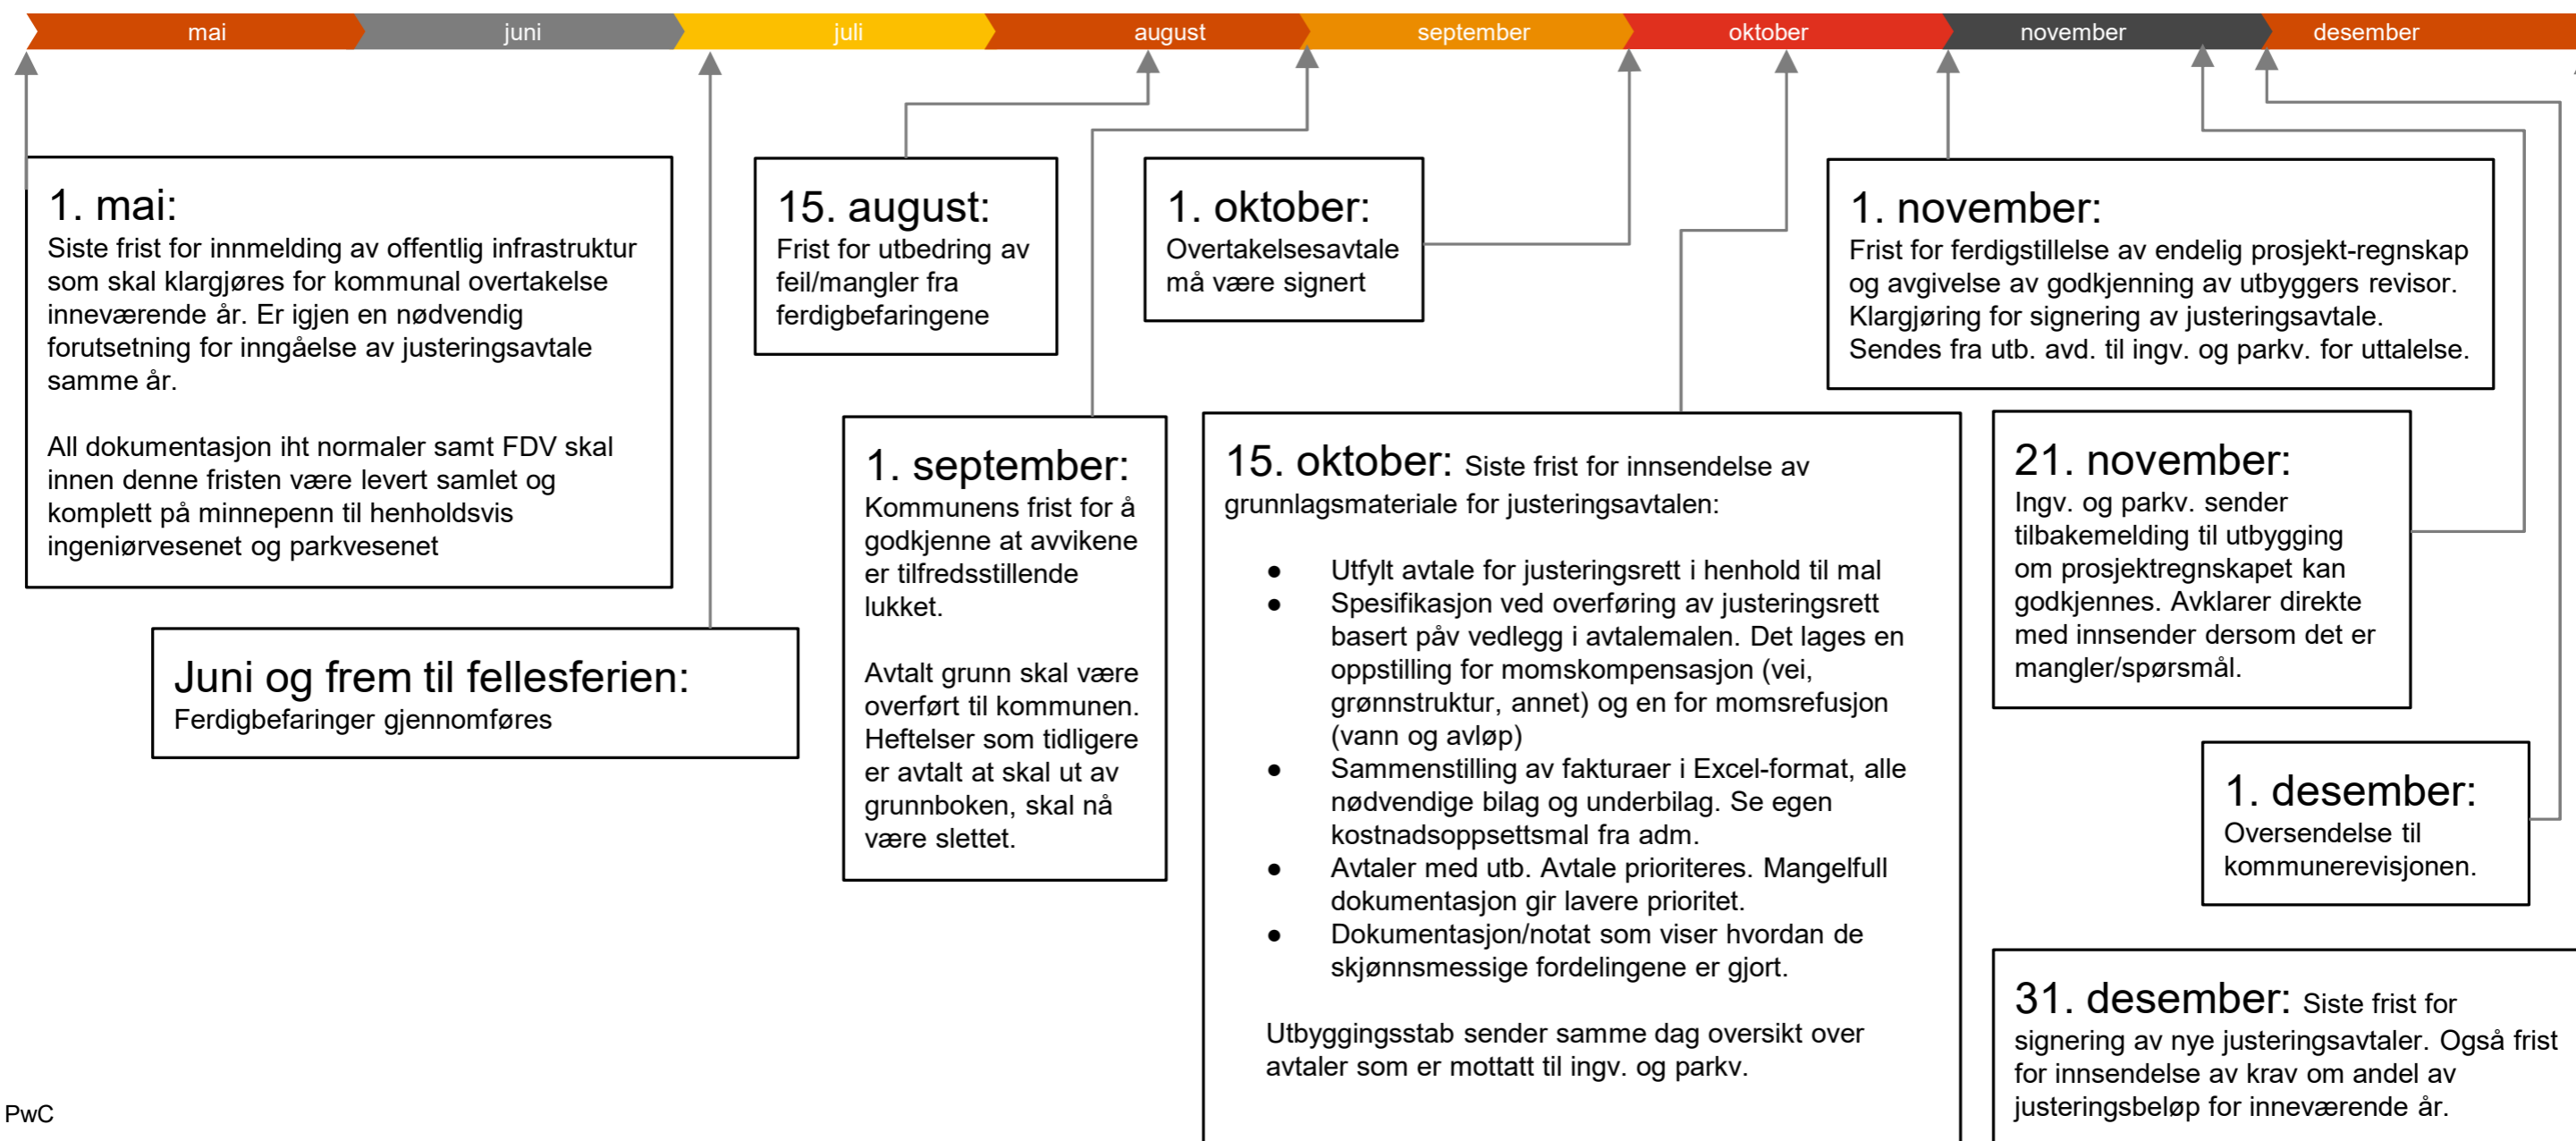 mai
juni
juli
august
september
oktober
november
desember
1. mai:
Siste frist for innmelding av offentlig infrastruktur
som skal klargjøres for kommunal overtakelse
inneværende år. Er igjen en nødvendig
forutsetning for inngåelse av justeringsavtale
samme år.
All dokumentasjon iht normaler samt FDV skal
innen denne fristen være levert samlet og
komplett på minnepenn til henholdsvis
ingeniørvesenet og parkvesenet
Juni og frem til fellesferien:
Ferdigbefaringer gjennomføres
15. august:
Frist for utbedring av
feil/mangler fra
ferdigbefaringene
1. september:
Kommunens frist for å
godkjenne at avvikene
er tilfredsstillende
lukket.
Avtalt grunn skal være
overført til kommunen.
Heftelser som tidligere
er avtalt at skal ut av
grunnboken, skal nå
være slettet.
1. oktober:
Overtakelsesavtale
må være signert
15. oktober: Siste frist for innsendelse av
grunnlagsmateriale for justeringsavtalen:
● Utfylt avtale for justeringsrett i henhold til mal
● Spesifikasjon ved overføring av justeringsrett
basert påv vedlegg i avtalemalen. Det lages en
oppstilling for momskompensasjon (vei,
grønnstruktur, annet) og en for momsrefusjon
(vann og avløp)
● Sammenstilling av fakturaer i Excel-format, alle
nødvendige bilag og underbilag. Se egen
kostnadsoppsettsmal fra adm.
● Avtaler med utb. Avtale prioriteres. Mangelfull
dokumentasjon gir lavere prioritet.
● Dokumentasjon/notat som viser hvordan de
skjønnsmessige fordelingene er gjort.
Utbyggingsstab sender samme dag oversikt over
avtaler som er mottatt til ingv. og parkv.
1. november:
Frist for ferdigstillelse av endelig prosjekt-regnskap
og avgivelse av godkjenning av utbyggers revisor.
Klargjøring for signering av justeringsavtale.
Sendes fra utb. avd. til ingv. og parkv. for uttalelse.
21. november:
Ingv. og parkv. sender
tilbakemelding til utbygging
om prosjektregnskapet kan
godkjennes. Avklarer direkte
med innsender dersom det er
mangler/spørsmål.
1. desember:
Oversendelse til
kommunerevisjonen.
31. desember: Siste frist for
signering av nye justeringsavtaler. Også frist
for innsendelse av krav om andel av
justeringsbeløp for inneværende år.
PwC